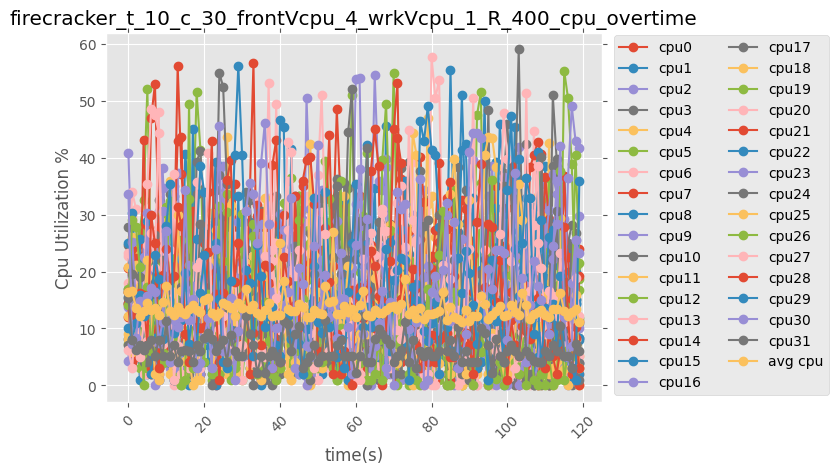 firecracker_t_10_c_30_frontVcpu_4_wrkVcpu_1_R_400_cpu_overtime
Cpu Utilization %
60
50
40
30
20
10
0
0
20
40
60
80
100
120
time(s)
cpu0
cpu1
cpu2
cpu3
cpu4
cpu5
cpu6
cpu7
cpu8
cpu9
cpu10
cpu11
cpu12
cpu13
cpu14
cpu15
cpu16
cpu17
cpu18
cpu19
cpu20
cpu21
cpu22
cpu23
cpu24
cpu25
cpu26
cpu27
cpu28
cpu29
cpu30
cpu31
avg cpu